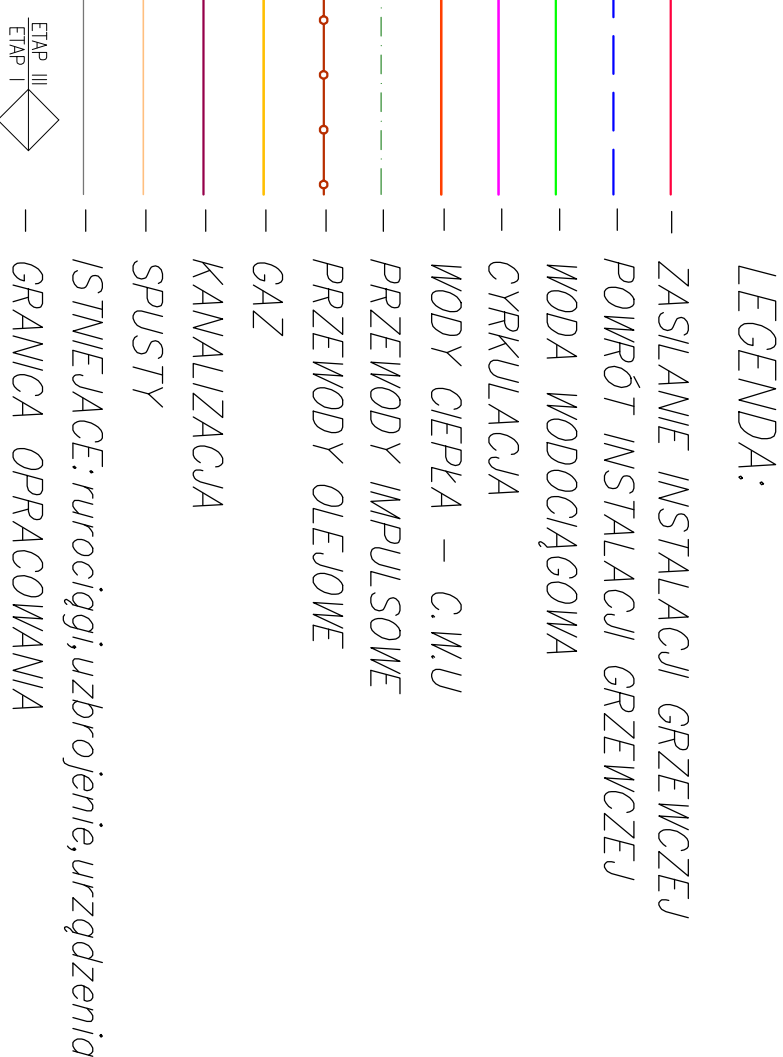 LEGENDA:
— ZASILANIE INSTALACJI GRZEWCZEJ
— POWRÓT INSTALACJI GRZEWCZEJ
— WODA WODOCIĄGOWA
— CYRKULACJA
— WODY CIEPŁA — C.W.U
— PRZEWODY IMPULSOWE
— PRZEWODY OLEJOWE
— GAZ
— KANALIZACJA
— SPUSTY
— ISTNIEJACE: rurociągi,uzbrojenie,urządzenia
ETAP III
ETAP I
— GRANICA OPRACOWANIA